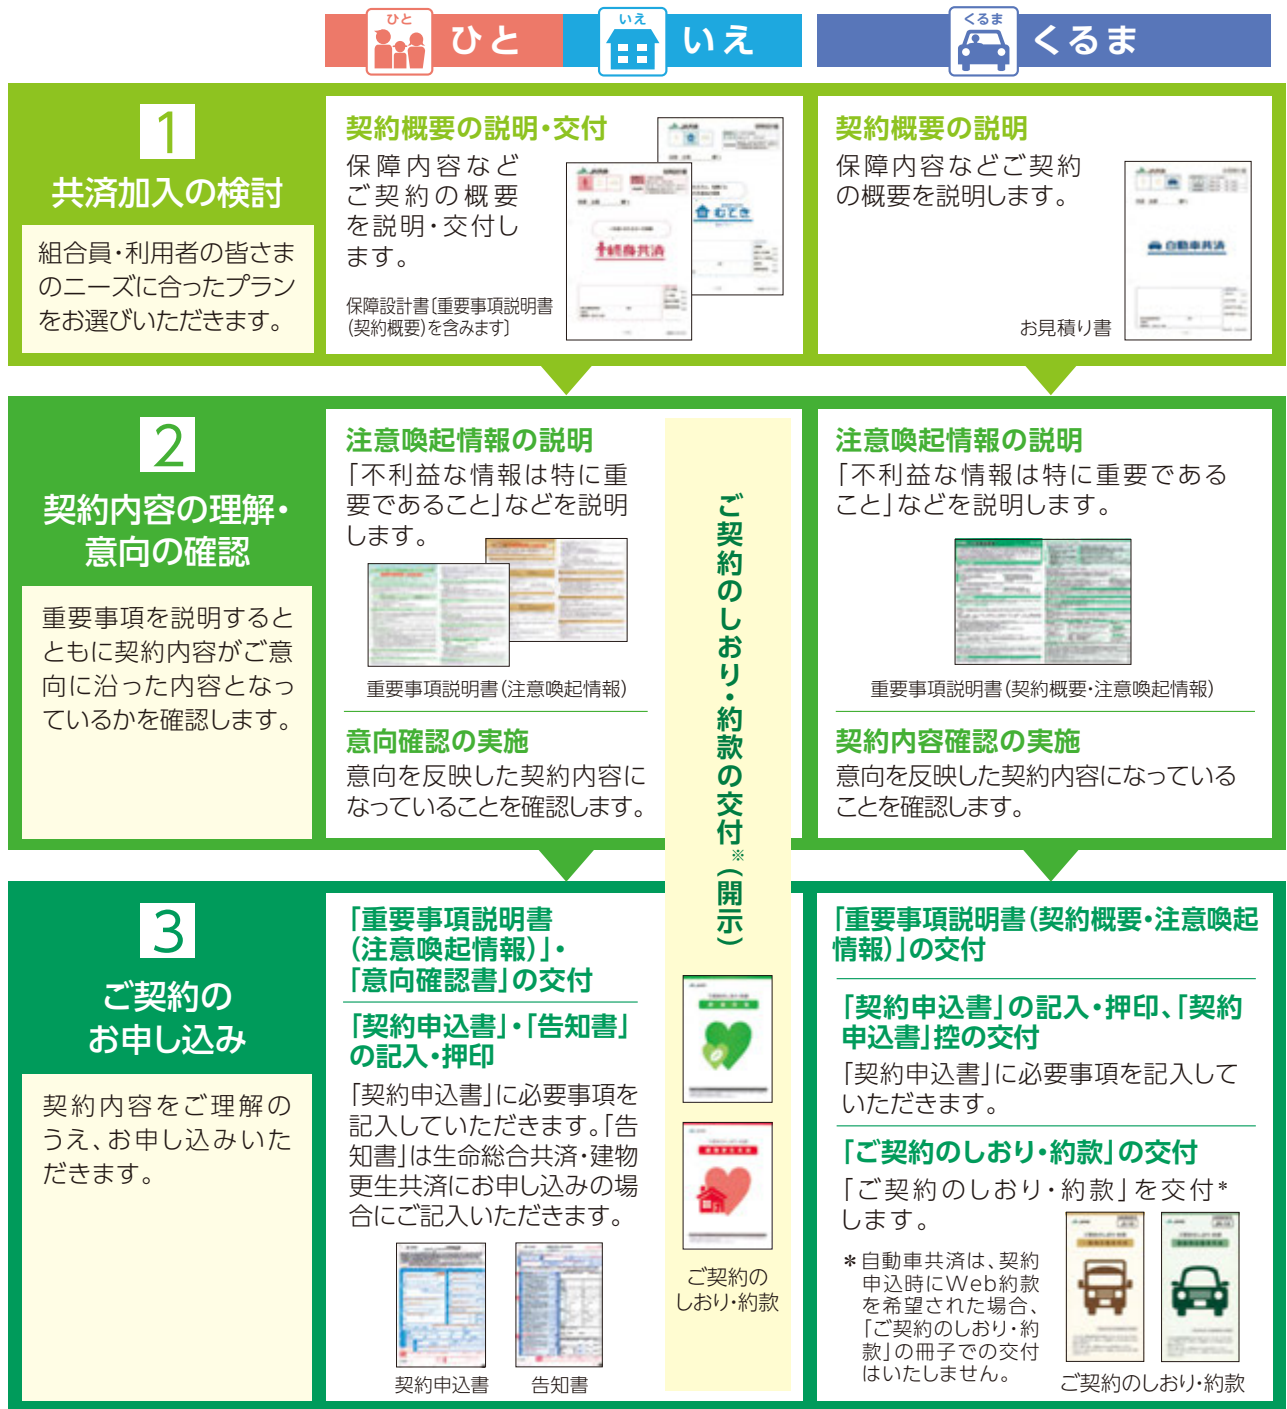 ひと
ひと
いえ
いえ
くるま
くるま
1
共済加入の検討
組合員・利用者の皆さま
のニーズに合ったプラン
をお選びいただきます。
契約概要の説明・交付
保障内容など
ご契約の概要
を説明・交付し
ます。
保障設計書〔重要事項説明書
(契約概要)を含みます〕
終身共済
むてき
契約概要の説明
保障内容などご契約
の概要を説明します。
お見積り書
自動車共済
2
契約内容の理解・
意向の確認
重要事項を説明すると
ともに契約内容がご意
向に沿った内容となっ
ているかを確認します。
注意喚起情報の説明
「不利益な情報は特に重
要であること」などを説明
します。
重要事項説明書(注意喚起情報)
意向確認の実施
意向を反映した契約内容に
なっていることを確認します。
ご契約のしおり・約款の交付※(開示)
注意喚起情報の説明
「不利益な情報は特に重要である
こと」などを説明します。
重要事項説明書(契約概要・注意喚起情報)
契約内容確認の実施
意向を反映した契約内容になっている
ことを確認します。
3
ご契約の
お申し込み
契約内容をご理解の
うえ、お申し込みいた
だきます。
「重要事項説明書
(注意喚起情報)」・
「意向確認書」の交付
「契約申込書」・「告知書」
の記入・押印
「契約申込書」に必要事項を
記入していただきます。「告
知書」は生命総合共済・建物
更生共済にお申し込みの場
合にご記入いただきます。
契約申込書
告知書
ご契約の
しおり・約款
「重要事項説明書(契約概要・注意喚起
情報)」の交付
「契約申込書」の記入・押印、「契約
申込書」控の交付
「契約申込書」に必要事項を記入して
いただきます。
「ご契約のしおり・約款」の交付
「ご契約のしおり・約款」を交付*
します。
*自動車共済は、契約
申込時にWeb約款
を希望された場合、
「ご契約のしおり・約
款」の冊子での交付
はいたしません。
ご契約のしおり・約款